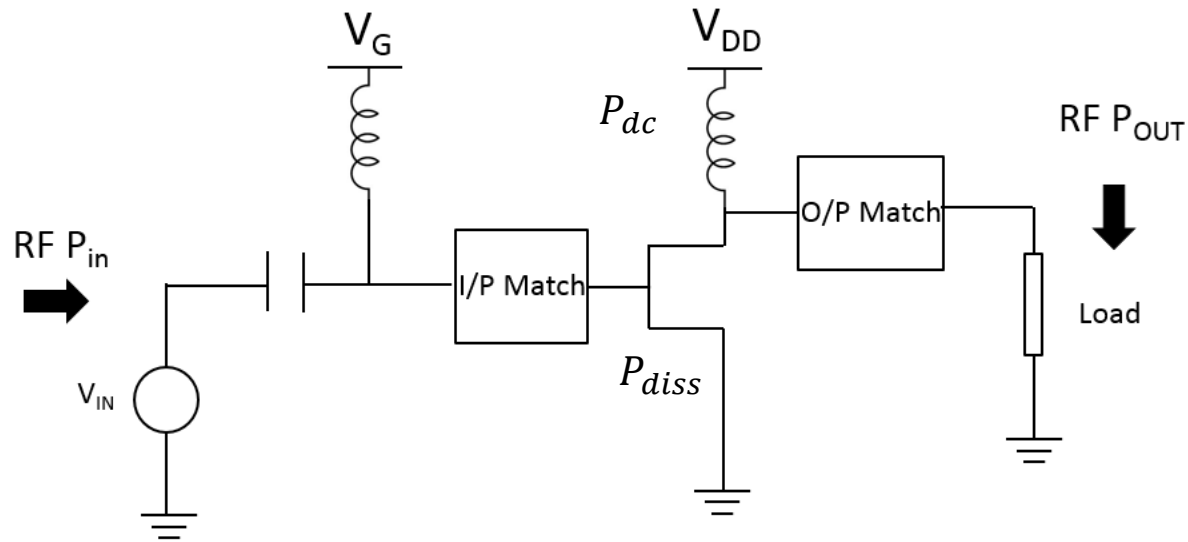 V_G
V_DD
P_dc
RF P_OUT
O/P Match
RF P_in
I/P Match
Load
P_diss
V_IN